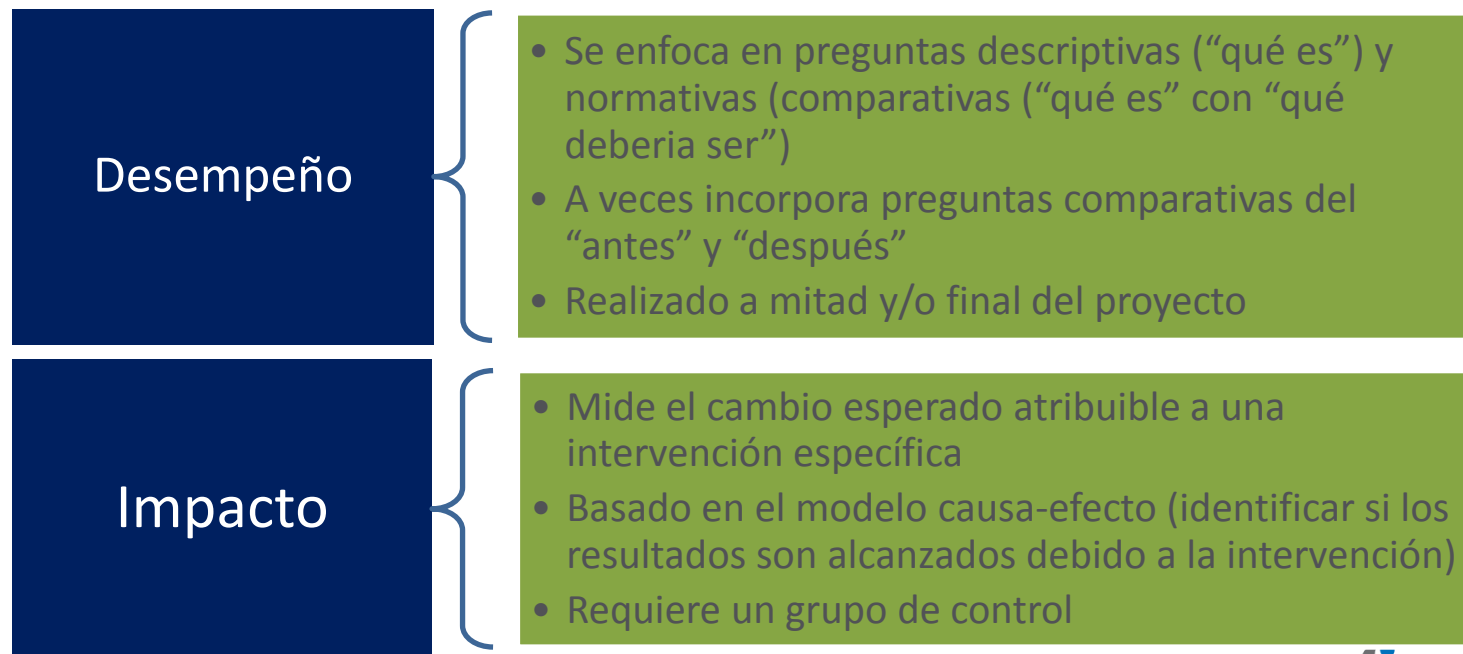 Desempeño
• Se enfoca en preguntas descriptivas (“qué es”) y
normativas (comparativas (“qué es” con “qué
deberia ser”)
• A veces incorpora preguntas comparativas del
“antes” y “después”
• Realizado a mitad y/o final del proyecto
Impacto
• Mide el cambio esperado atribuible a una
intervención específica
• Basado en el modelo causa-efecto (identificar si los
resultados son alcanzados debido a la intervención)
• Requiere un grupo de control